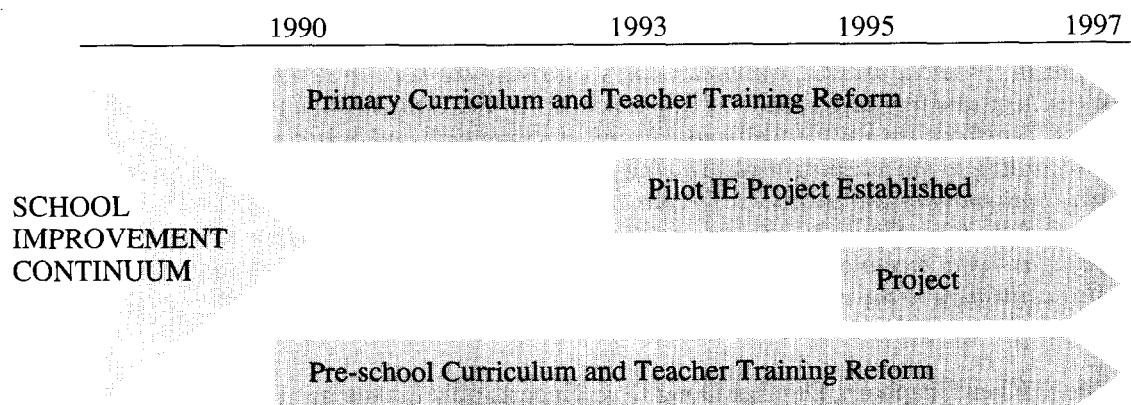 1990 1993 1995 1997
Primary Curriculum and Teacher Training Reform
Pilot IE Project Established
SCHOOL
IMPROVEMENT
CONTINUUM
Project
Pre-school Curriculum and Teacher Training Reform